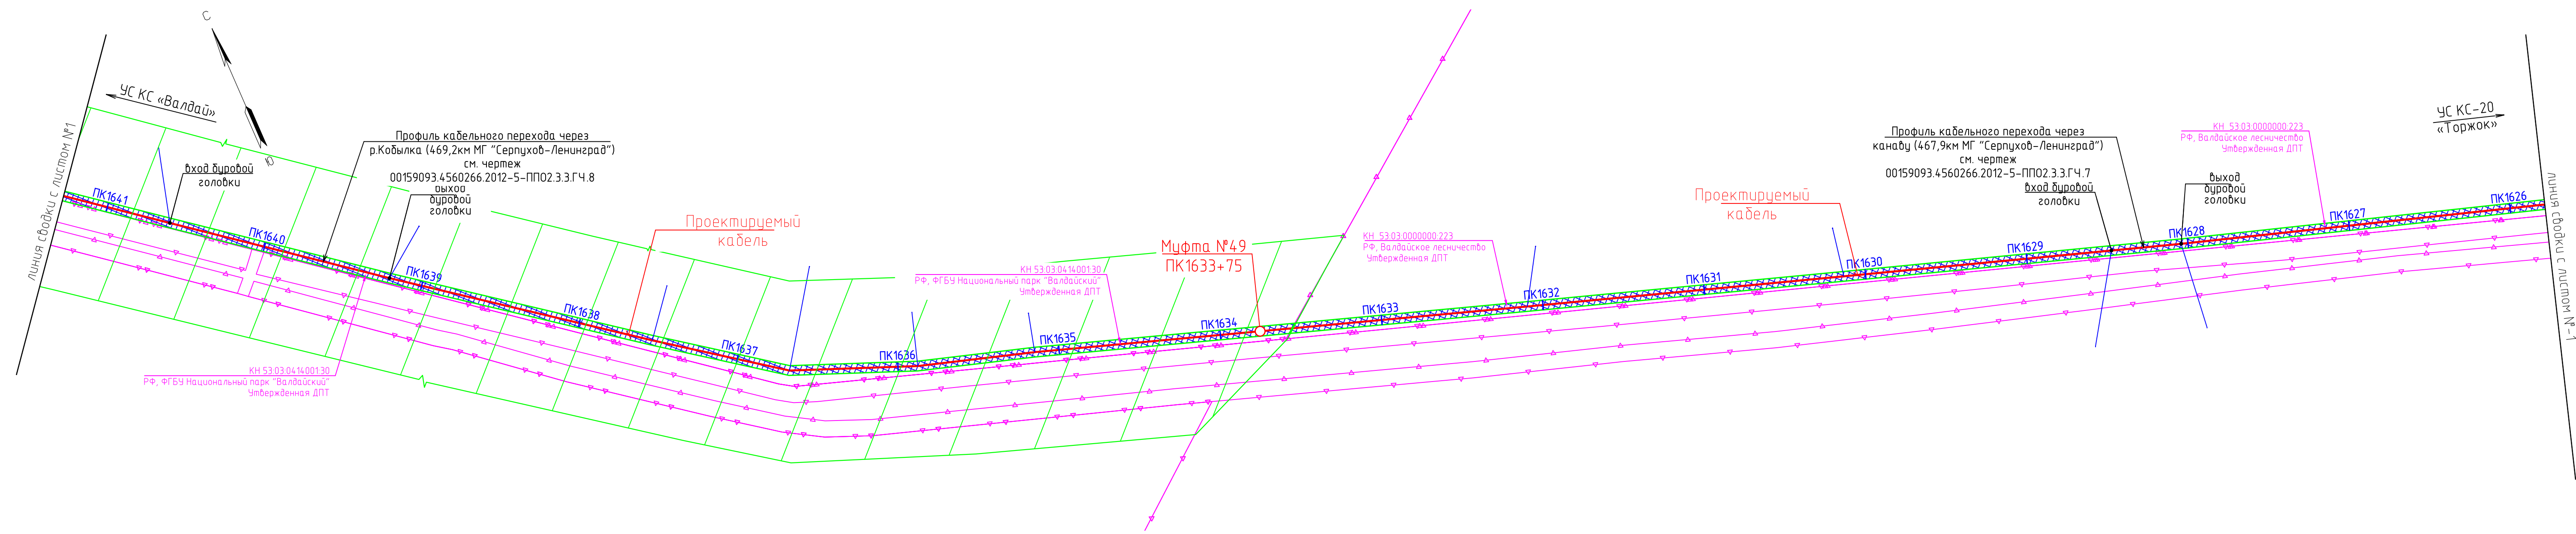 С
Ю
УС КС «Валдай»
линия сводки с листом №1
ПК1641
вход буровой
головки
Профиль кабельного перехода через
р.Кобылка (469,2км МГ "Серпухов-Ленинград")
см. чертеж
00159093.4560266.2012-5-ППО2.3.3.ГЧ.8
выход
буровой
головки
ПК1640
ПК1639
ПК1638
ПК1637
КН 53:03:0414001:30
РФ, ФГБУ Национальный парк "Валдайский"
Утвержденная ДПТ
Проектируемый
кабель
ПК1636
КН 53:03:0414001:30
РФ, ФГБУ Национальный парк "Валдайский"
Утвержденная ДПТ
ПК1635
Муфта №49
ПК1633+75
ПК1634
КН 53:03:0000000:223
РФ, Валдайское лесничество
Утвержденная ДПТ
ПК1633
ПК1632
ПК1631
Проектируемый
кабель
ПК1630
ПК1629
Профиль кабельного перехода через
канаву (467,9км МГ "Серпухов-Ленинград")
см. чертеж
00159093.4560266.2012-5-ППО2.3.3.ГЧ.7
вход буровой
головки
выход
буровой
головки
ПК1628
КН 53:03:0000000:223
РФ, Валдайское лесничество
Утвержденная ДПТ
ПК1627
ПК1626
УС КС-20
«Торжок»
линия сводки с листом №-1